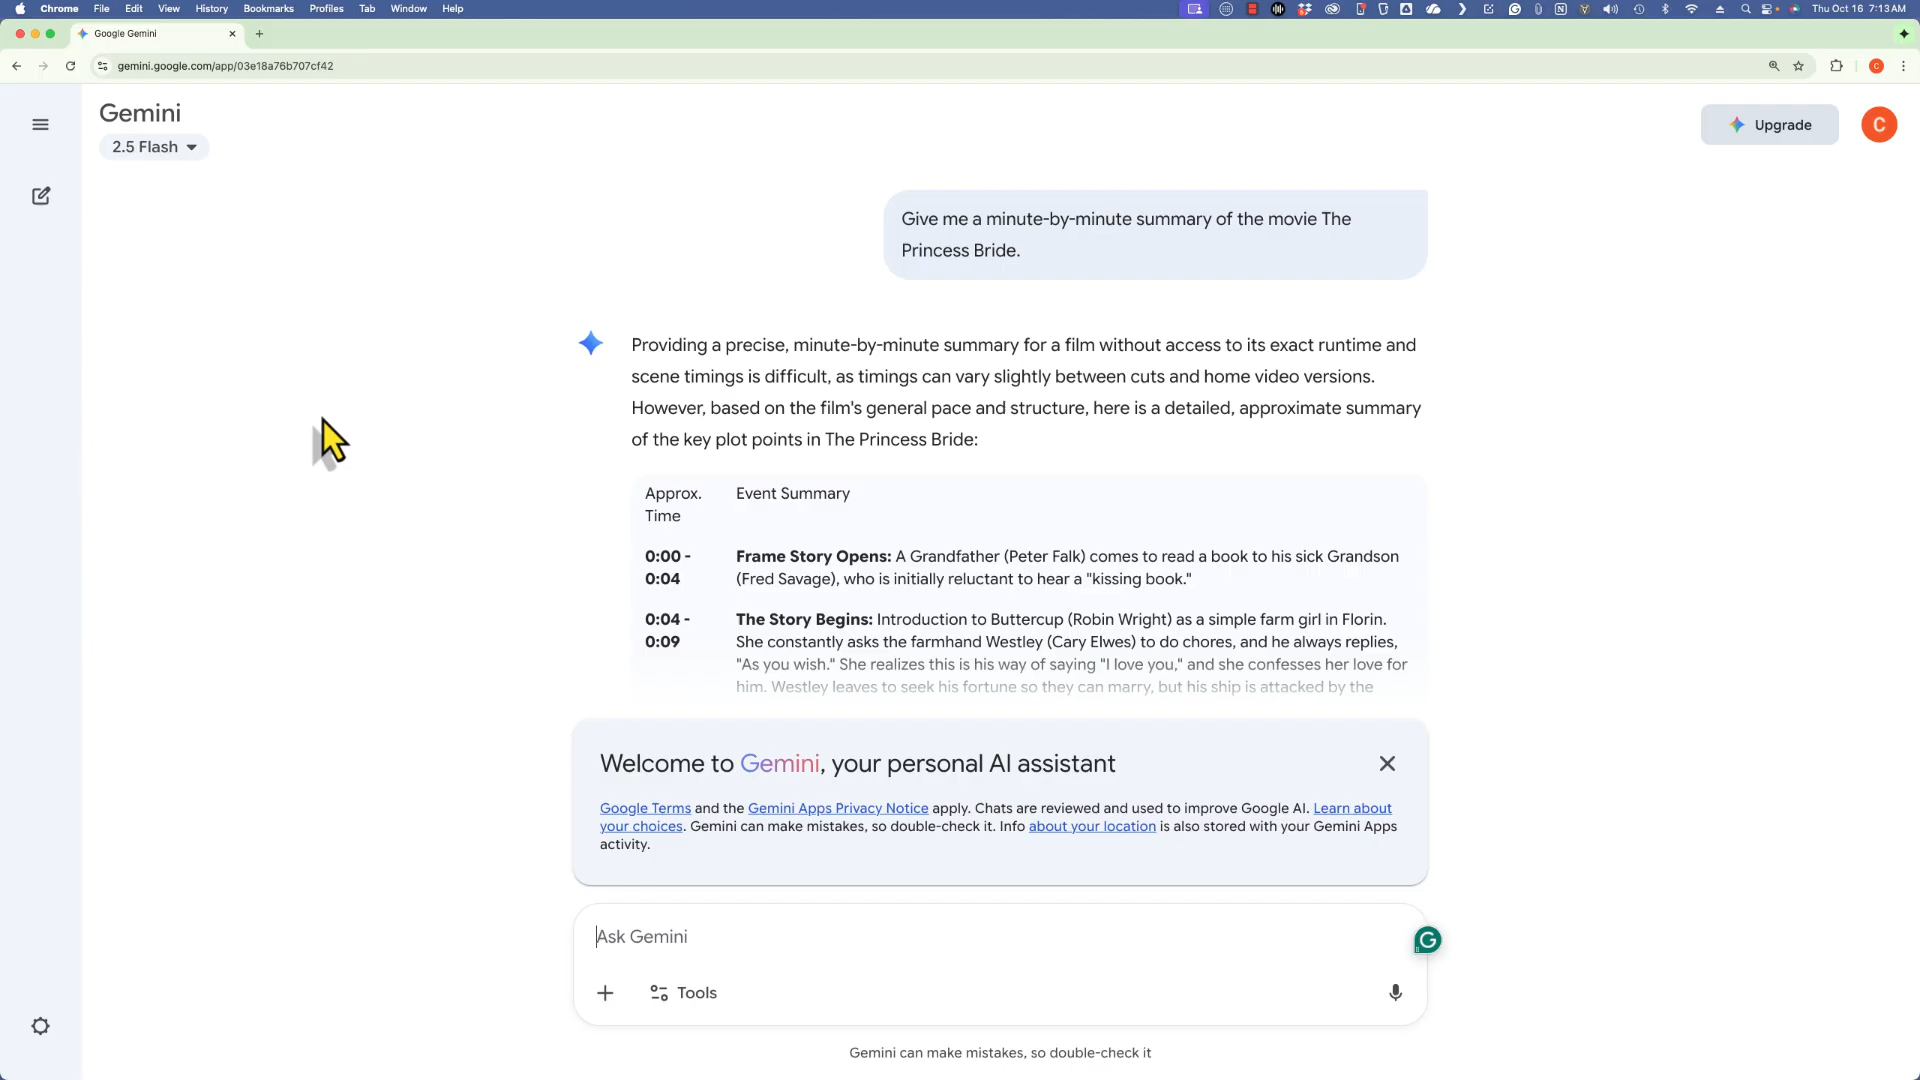 Chrome File Edit View History Bookmarks Profiles Tab Window Help Thu Oct 16 7:13 AM
Google Gemini
gemini.google.com/app/03e18a76b707cf42
C
Gemini
2.5 Flash
Upgrade
C
Give me a minute-by-minute summary of the movie The
Princess Bride.
Providing a precise, minute-by-minute summary for a film without access to its exact runtime and
scene timings is difficult, as timings can vary slightly between cuts and home video versions.
However, based on the film's general pace and structure, here is a detailed, approximate summary
of the key plot points in The Princess Bride:
Approx. Event Summary
Time
0:00 - Frame Story Opens: A Grandfather (Peter Falk) comes to read a book to his sick Grandson
0:04 (Fred Savage), who is initially reluctant to hear a "kissing book."
0:04 - The Story Begins: Introduction to Buttercup (Robin Wright) as a simple farm girl in Florin.
0:09 She constantly asks the farmhand Westley (Cary Elwes) to do chores, and he always replies,
"As you wish." She realizes this is his way of saying "I love you," and she confesses her love for
him. Westley leaves to seek his fortune so they can marry, but his ship is attacked by the
Welcome to Gemini, your personal AI assistant
Google Terms and the Gemini Apps Privacy Notice apply. Chats are reviewed and used to improve Google AI. Learn about
your choices. Gemini can make mistakes, so double-check it. Info about your location is also stored with your Gemini Apps
activity.
Ask Gemini
G
Tools
Gemini can make mistakes, so double-check it